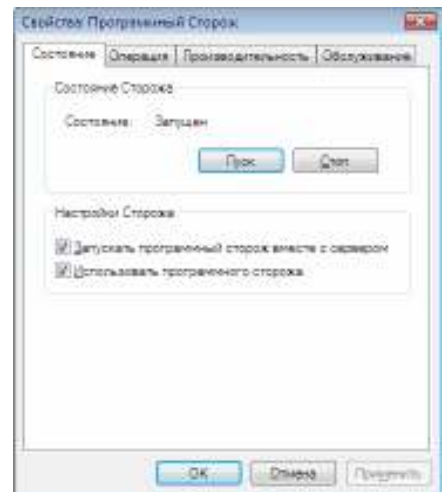 Свойства: Программный Сторож
Состояние Операция Производительность Обслуживание
Состояние Сторожа
Состояние: Запущен
Пуск Стоп
Настройки Сторожа
Запускать программный сторож вместе с сервером
Использовать программного сторожа
OK Отмена Применить